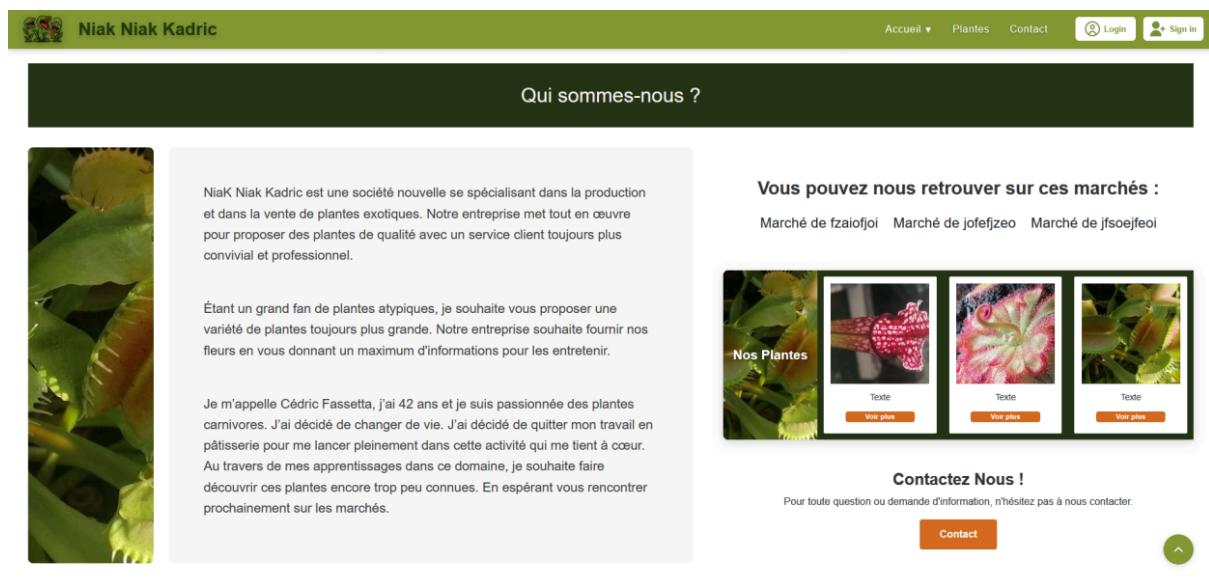 Niak Niak Kadric
Accueil ▾
Plantes
Contact
Login
Sign in
Qui sommes-nous ?
NiaK Niak Kadric est une société nouvelle se spécialisant dans la production
et dans la vente de plantes exotiques. Notre entreprise met tout en œuvre
pour proposer des plantes de qualité avec un service client toujours plus
convivial et professionnel.
Étant un grand fan de plantes atypiques, je souhaite vous proposer une
variété de plantes toujours plus grande. Notre entreprise souhaite fournir nos
fleurs en vous donnant un maximum d'informations pour les entretenir.
Je m'appelle Cédric Fassetta, j'ai 42 ans et je suis passionnée des plantes
carnivores. J'ai décidé de changer de vie. J'ai décidé de quitter mon travail en
pâtisserie pour me lancer pleinement dans cette activité qui me tient à cœur.
Au travers de mes apprentissages dans ce domaine, je souhaite faire
découvrir ces plantes encore trop peu connues. En espérant vous rencontrer
prochainement sur les marchés.
Vous pouvez nous retrouver sur ces marchés :
Marché de fzaiofjoi Marché de jofefjzeo Marché de jfsoejfeoi
Nos Plantes
Texte
Voir plus
Texte
Voir plus
Texte
Voir plus
Contactez Nous !
Pour toute question ou demande d'information, n'hésitez pas à nous contacter.
Contact